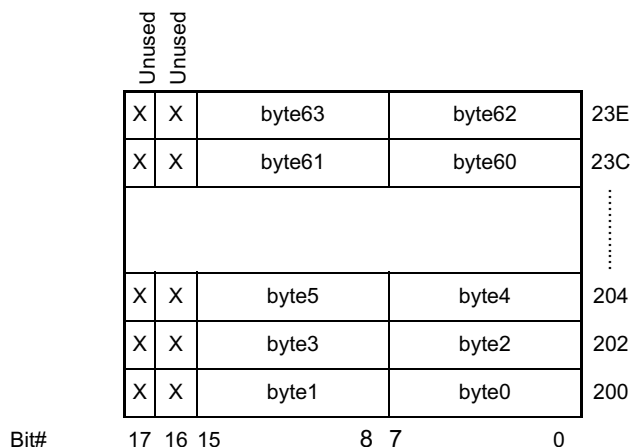 Unused Unused
X X byte63 byte62 23E
X X byte61 byte60 23C
X X byte5 byte4 204
X X byte3 byte2 202
X X byte1 byte0 200
Bit# 17 16 15 8 7 0